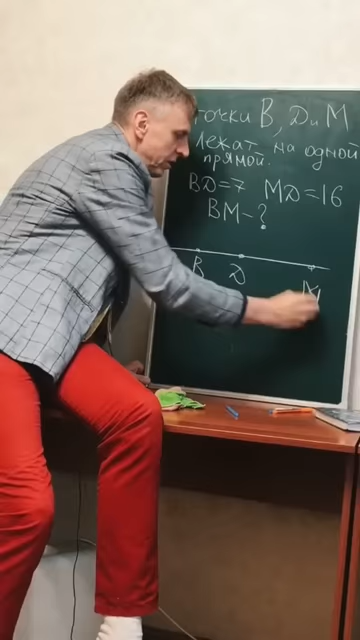 точки В, Д и М
лежат на одной
прямой.
ВД=7 МД=16
ВМ-?
В Д М